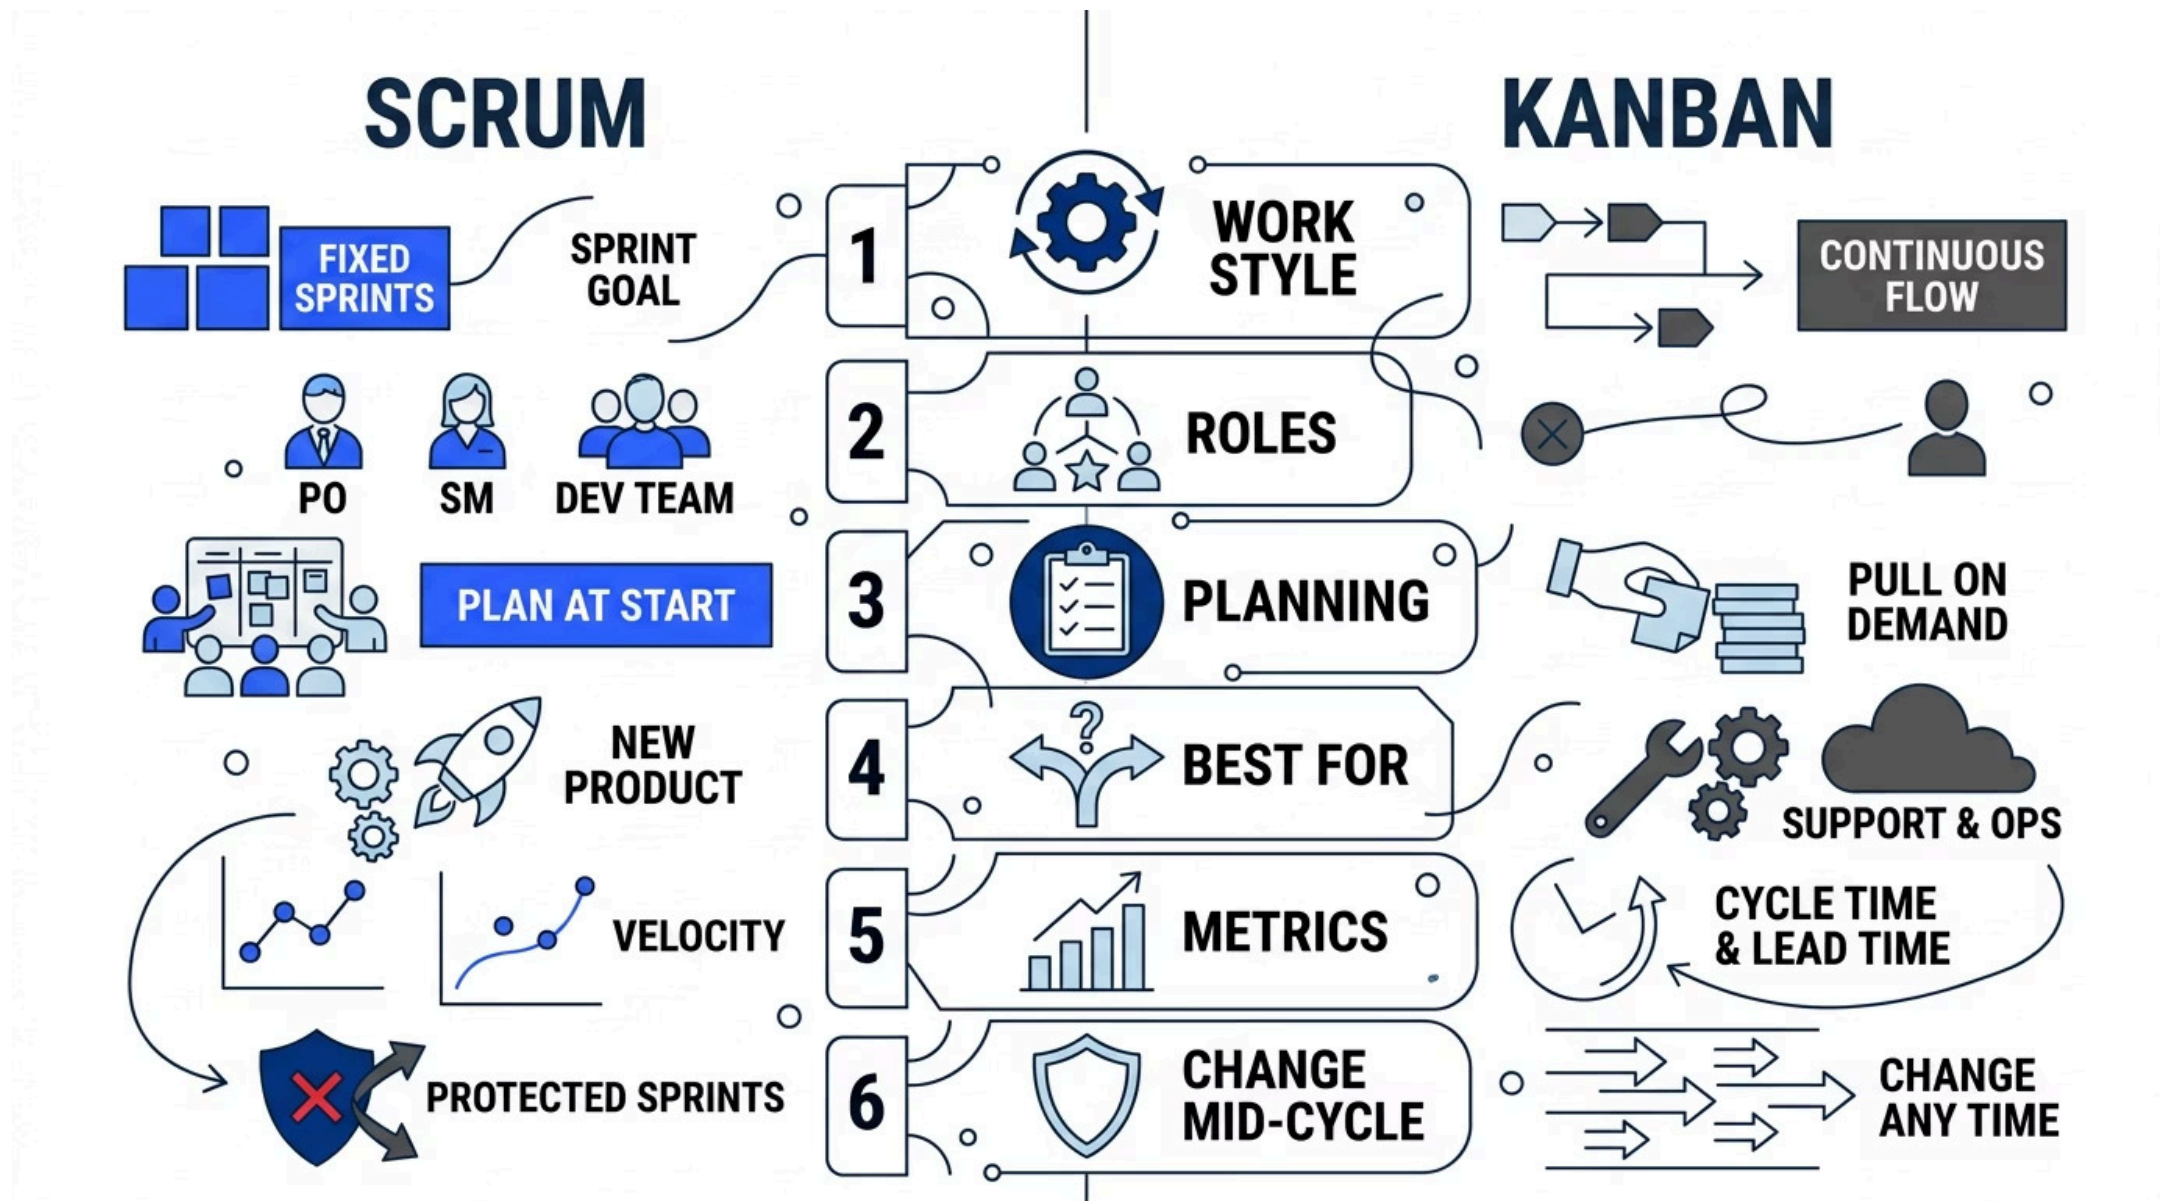 SCRUM
KANBAN
FIXED
SPRINTS
SPRINT
GOAL
1
WORK
STYLE
CONTINUOUS
FLOW
PO
SM
DEV TEAM
2
ROLES
PLAN AT START
3
PLANNING
PULL ON
DEMAND
NEW
PRODUCT
4
?
BEST FOR
SUPPORT & OPS
VELOCITY
5
METRICS
CYCLE TIME
& LEAD TIME
PROTECTED SPRINTS
6
CHANGE
MID-CYCLE
CHANGE
ANY TIME